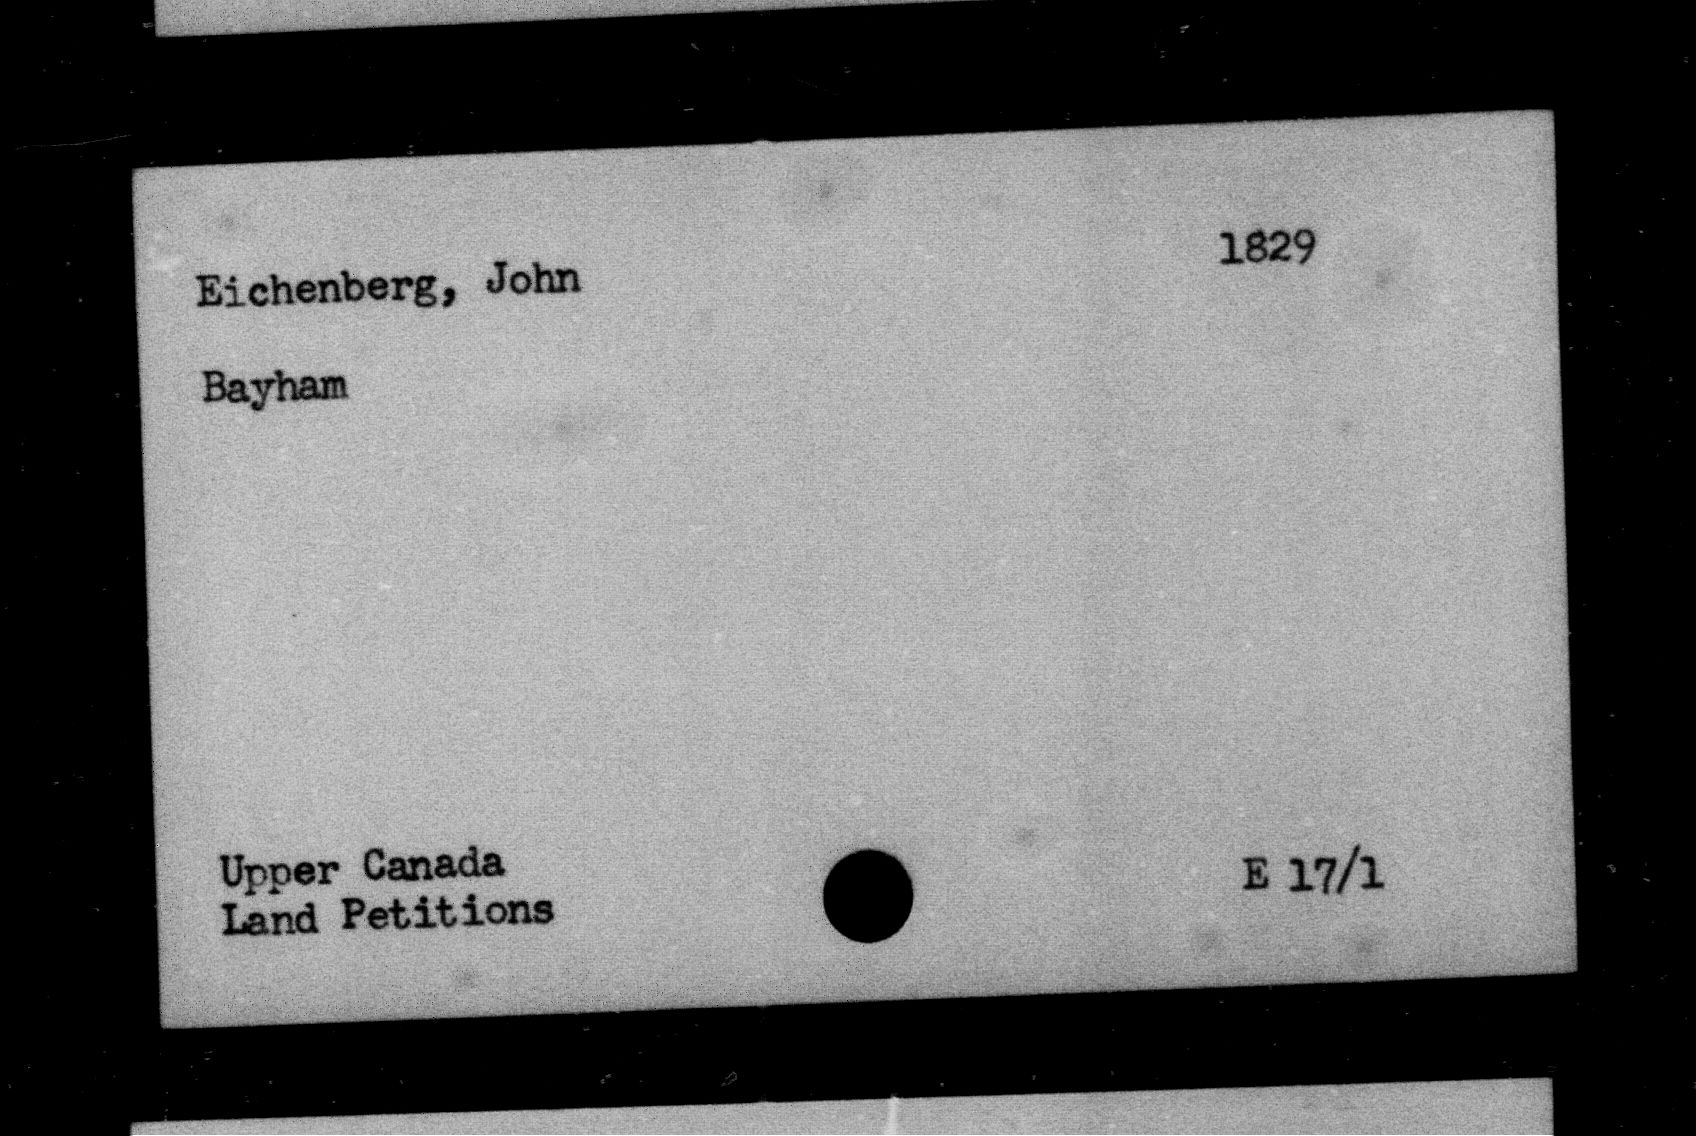 Eichenberg, John
1829
Bayham
Upper Canada
Land Petitions
E 17/1